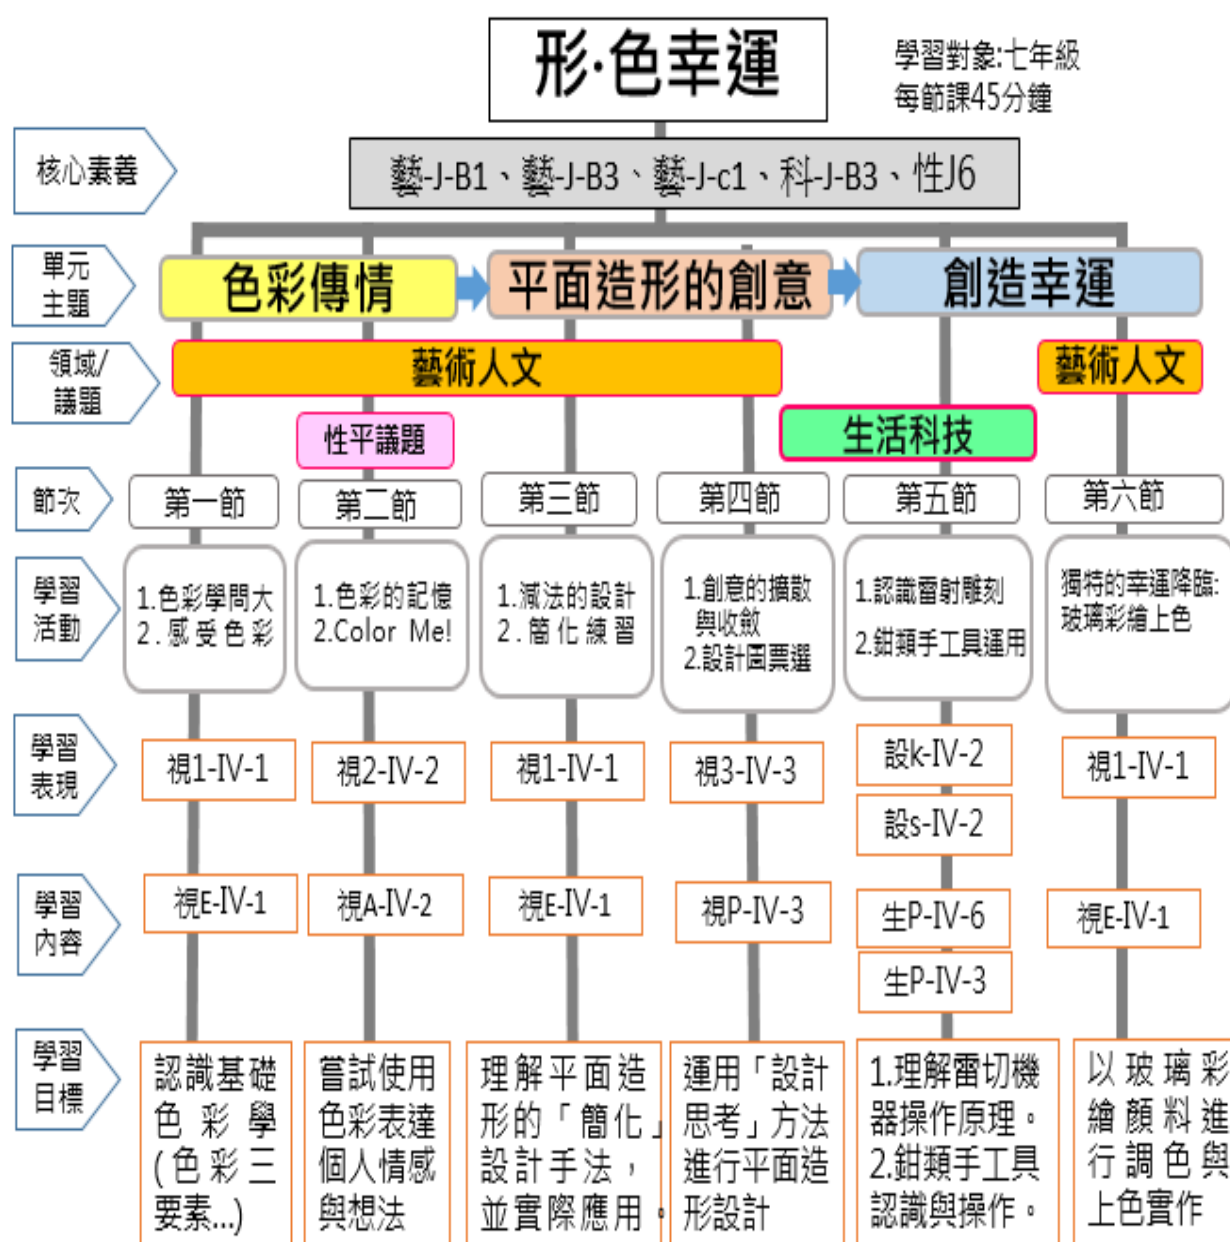 形·色幸運
學習對象:七年級
每節課45分鐘
核心素養
藝-J-B1、藝-J-B3、藝-J-c1、科-J-B3、性J6
單元
主題
色彩傳情
平面造形的創意
創造幸運
領域/
議題
藝術人文
藝術人文
性平議題
生活科技
節次
第一節
第二節
第三節
第四節
第五節
第六節
學習
活動
1.色彩學問大
2.感受色彩
1.色彩的記憶
2.Color Me!
1.減法的設計
2.簡化練習
1.創意的擴散
與收斂
2.設計圖票選
1.認識雷射雕刻
2.鉗類手工具運用
獨特的幸運降臨:
玻璃彩繪上色
學習
表現
視1-IV-1
視2-IV-2
視1-IV-1
視3-IV-3
設k-IV-2
設s-IV-2
視1-IV-1
學習
內容
視E-IV-1
視A-IV-2
視E-IV-1
視P-IV-3
生P-IV-6
生P-IV-3
視E-IV-1
學習
目標
認識基礎
色彩學
(色彩三
要素...)
嘗試使用
色彩表達
個人情感
與想法
理解平面造
形的「簡化」
設計手法，
並實際應用。
運用「設計
思考」方法
進行平面造
形設計
1.理解雷切機
器操作原理。
2.鉗類手工具
認識與操作。
以玻璃彩
繪顏料進
行調色與
上色實作